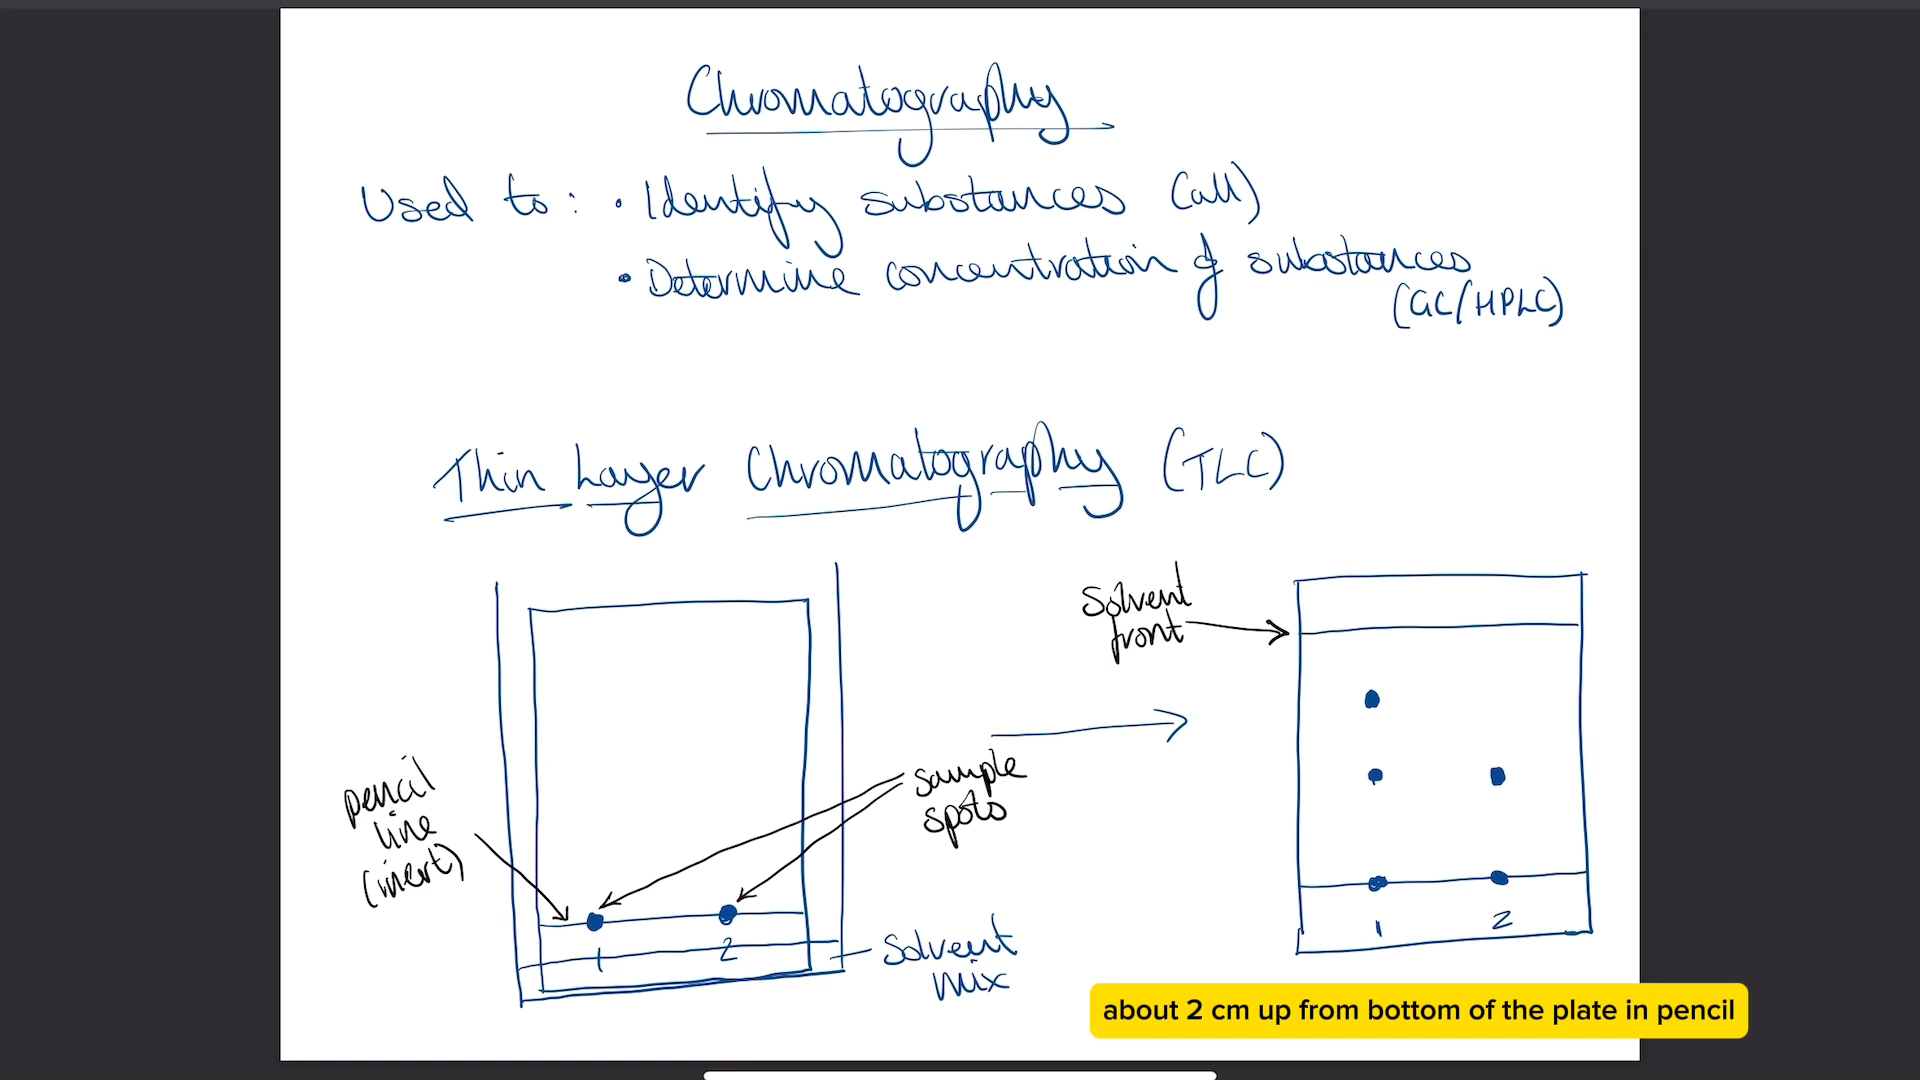 Chromatography
Used to: • Identify substances (all)
• Determine concentration of substances
(GC/HPLC)
Thin Layer Chromatography (TLC)
Solvent
front
pencil
line
(inert)
sample
spots
1 2
Solvent
mix
1 2
about 2 cm up from bottom of the plate in pencil